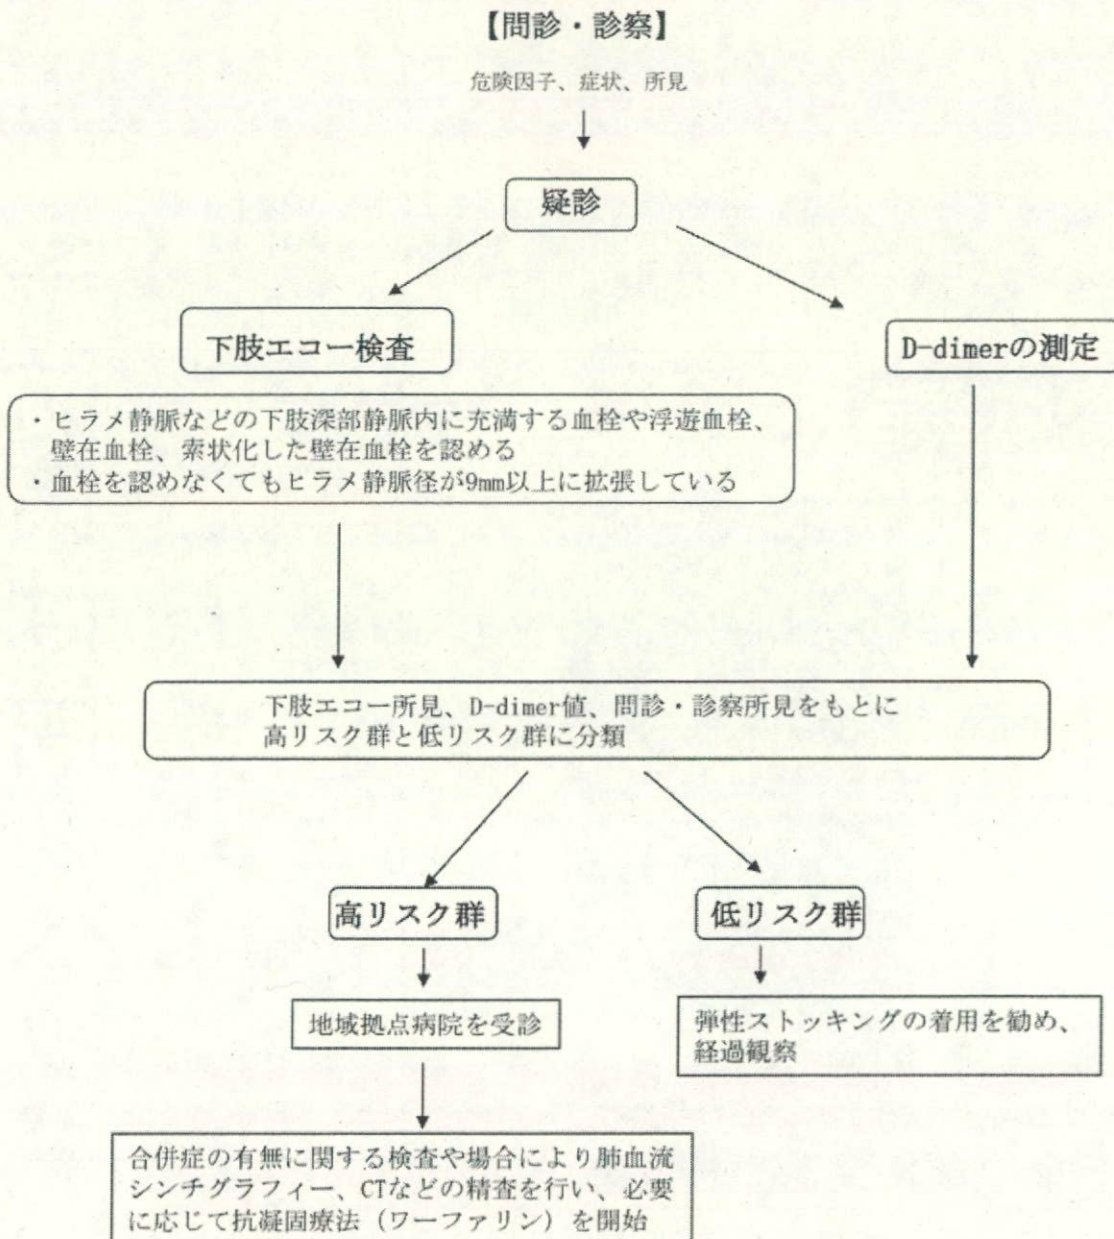 【問診・診察】
危険因子、症状、所見
疑診
下肢エコー検査
D-dimerの測定
・ヒラメ静脈などの下肢深部静脈内に充満する血栓や浮遊血栓、
壁在血栓、索状化した壁在血栓を認める
・血栓を認めなくてもヒラメ静脈径が9mm以上に拡張している
下肢エコー所見、D-dimer値、問診・診察所見をもとに
高リスク群と低リスク群に分類
高リスク群
低リスク群
地域拠点病院を受診
弾性ストッキングの着用を勧め、
経過観察
合併症の有無に関する検査や場合により肺血流
シンチグラフィー、CTなどの精査を行い、必要
に応じて抗凝固療法（ワーファリン）を開始